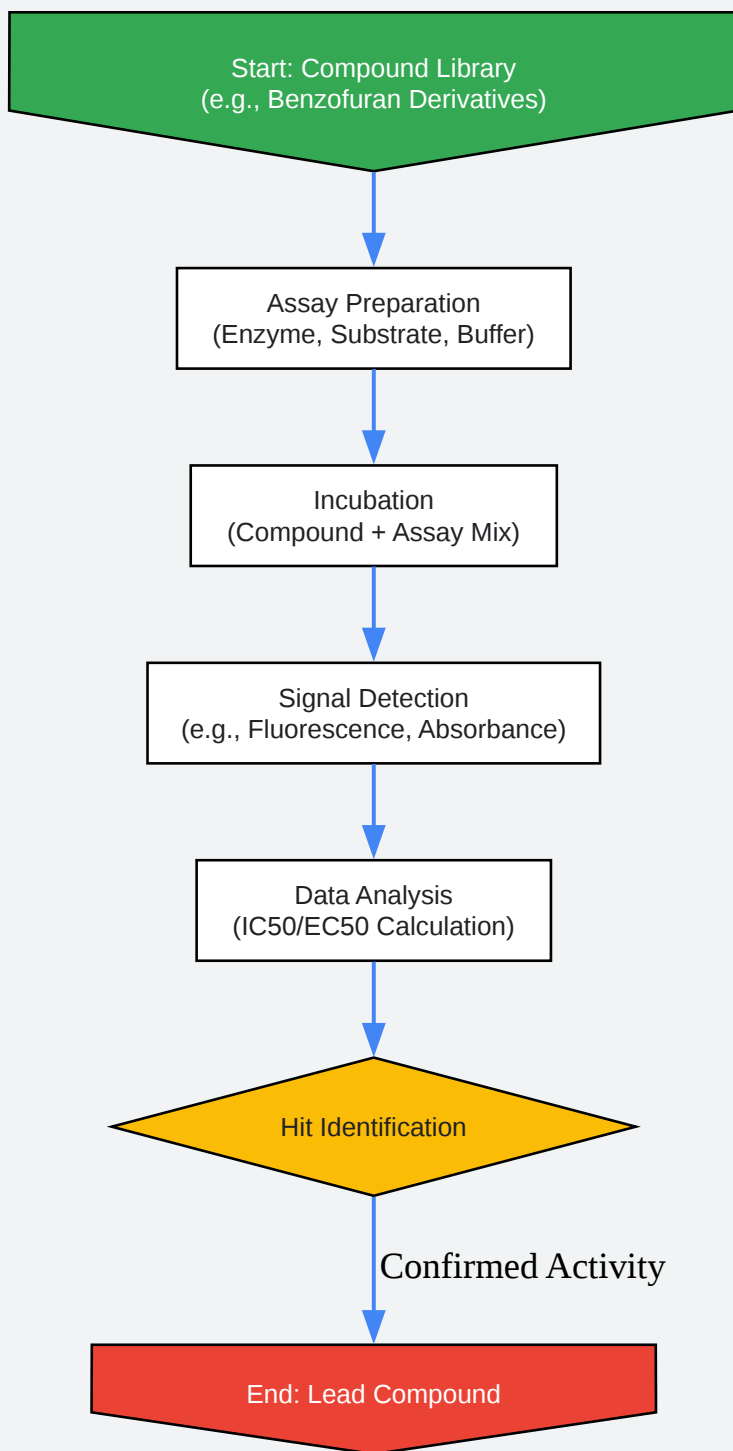 Start: Compound Library
(e.g., Benzofuran Derivatives)
Assay Preparation
(Enzyme, Substrate, Buffer)
Incubation
(Compound + Assay Mix)
Signal Detection
(e.g., Fluorescence, Absorbance)
Data Analysis
(IC50/EC50 Calculation)
Hit Identification
Confirmed Activity
End: Lead Compound